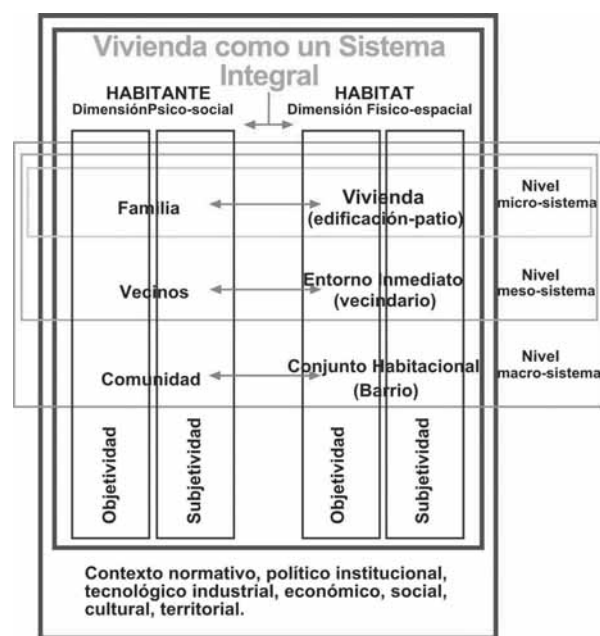 Vivienda como un Sistema
Integral
HABITANTE
DimensiónPsico-social
HABITAT
Dimensión Físico-espacial
Familia
Vivienda
(edificación-patio)
Nivel
micro-sistema
Vecinos
Entorno Inmediato
(vecindario)
Nivel
meso-sistema
Comunidad
Conjunto Habitacional
(Barrio)
Nivel
macro-sistema
Objetividad
Subjetividad
Objetividad
Subjetividad
Contexto normativo, político institucional,
tecnológico industrial, económico, social,
cultural, territorial.